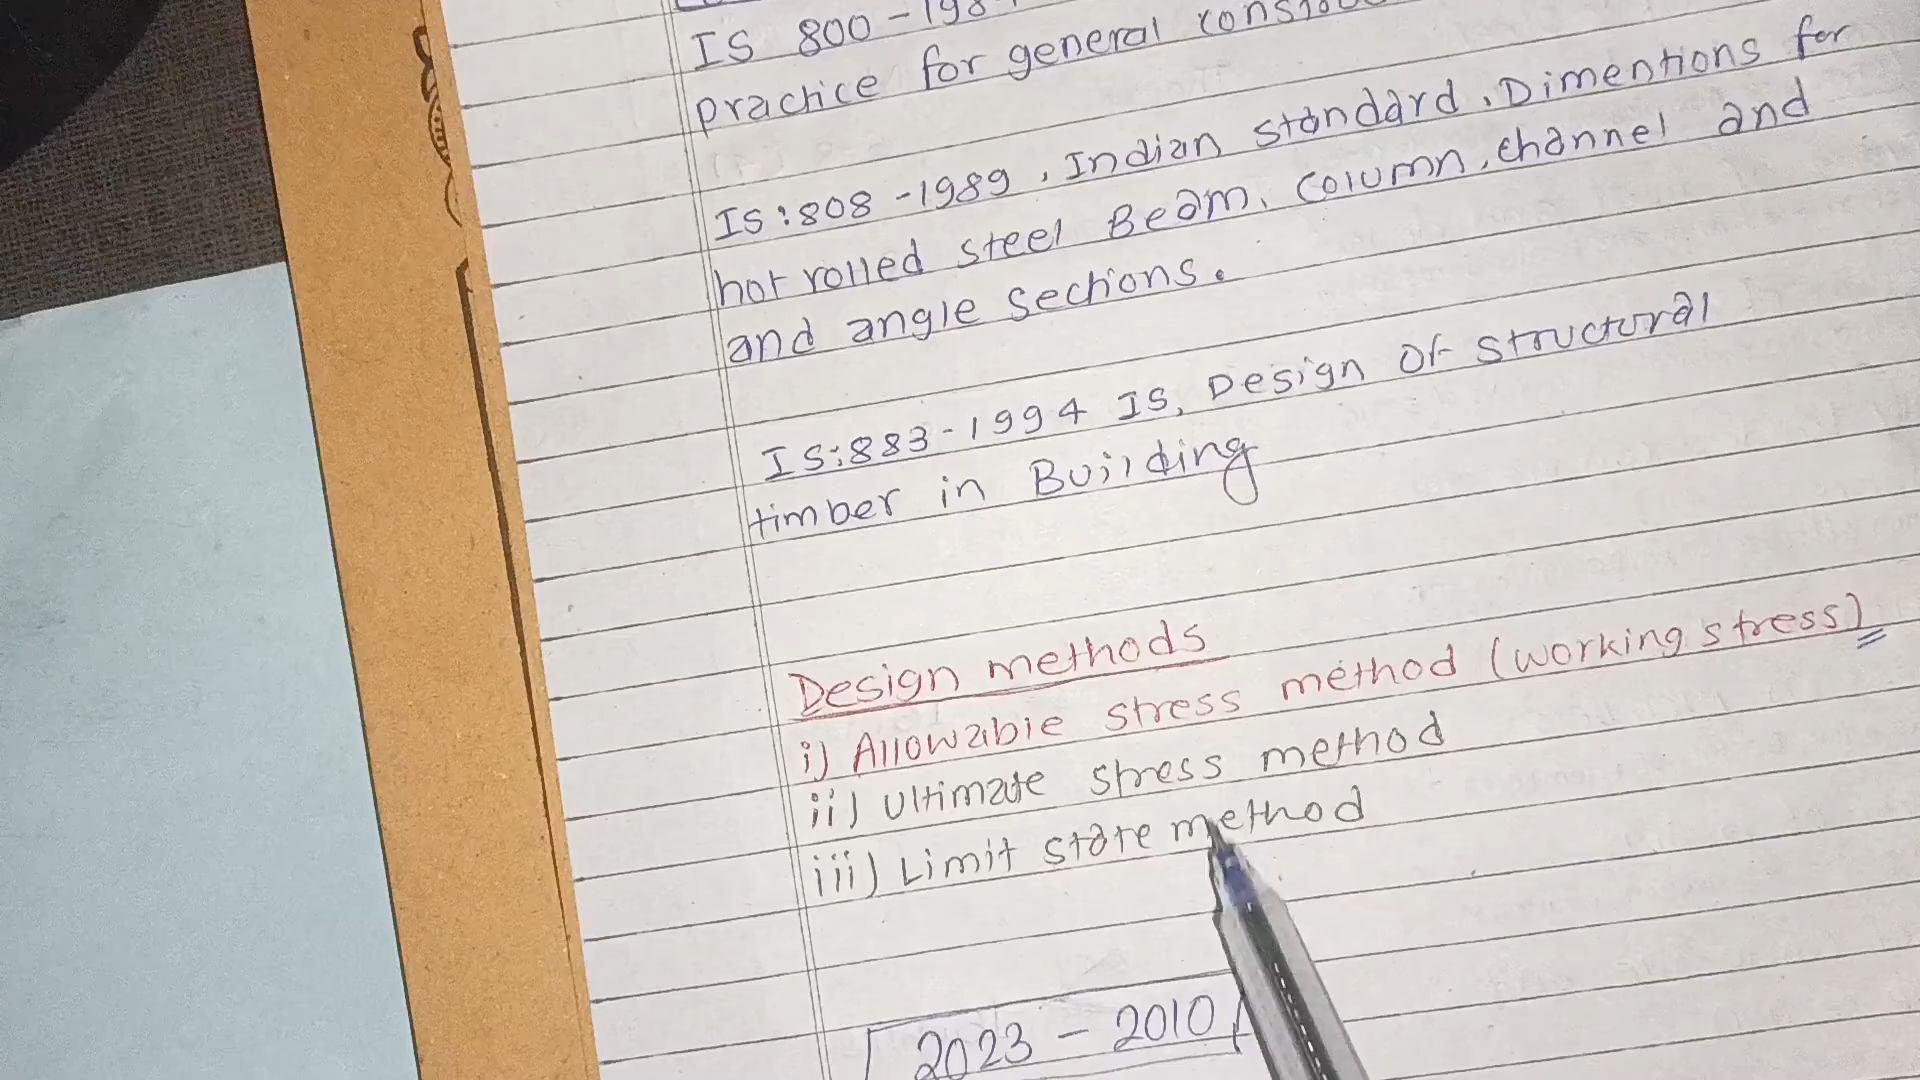 IS 800 - 198
practice for general
IS:808 - 1989, Indian standard, Dimentions for
hot rolled steel Beam, column, channel and
and angle sections.
IS:883-1994 IS, Design of structural
timber in Building
Design methods
i) Allowable stress method (working stress)
ii) Ultimate stress method
iii) Limit state method
2023 - 2010